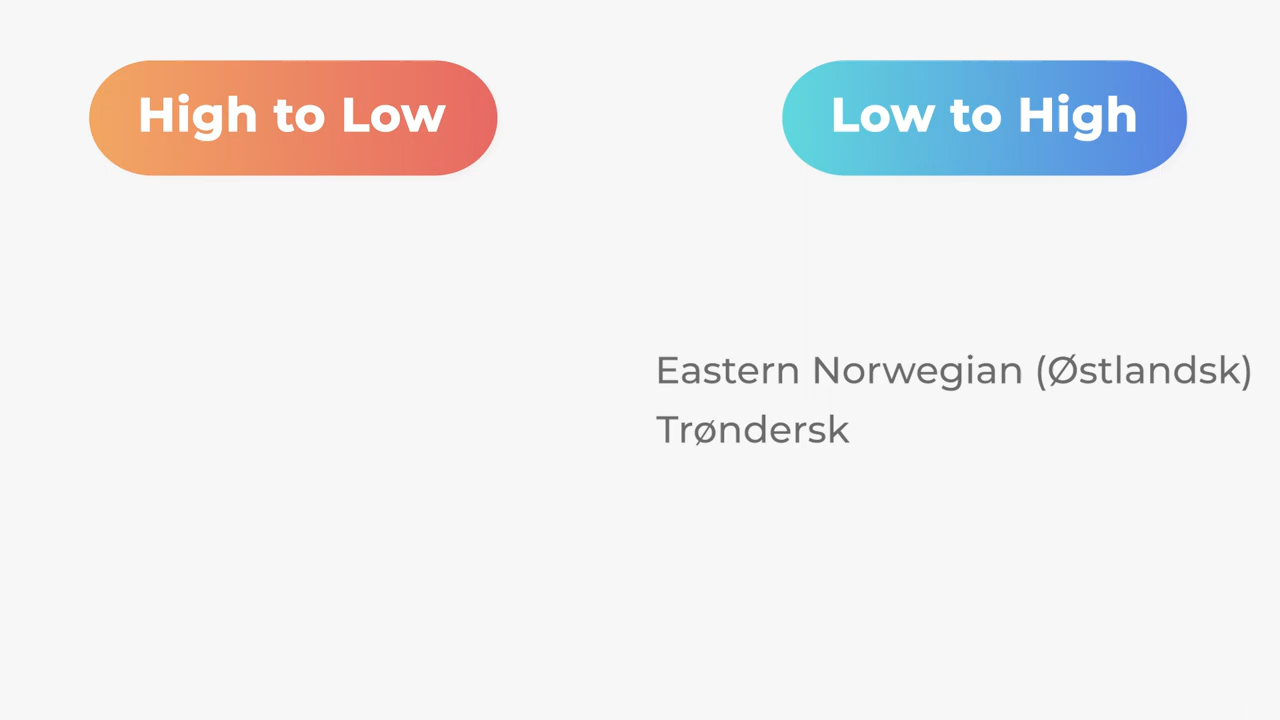 High to Low
Low to High
Eastern Norwegian (Østlandsk)
Trøndersk